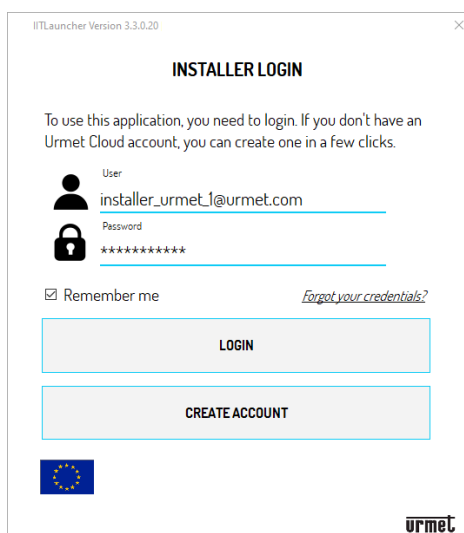 IITLauncher Version 3.3.0.20
INSTALLER LOGIN
To use this application, you need to login. If you don't have an
Urmet Cloud account, you can create one in a few clicks.
User
installer_urmet_1@urmet.com
Password
***********
Remember me
Forgot your credentials?
LOGIN
CREATE ACCOUNT
urmet